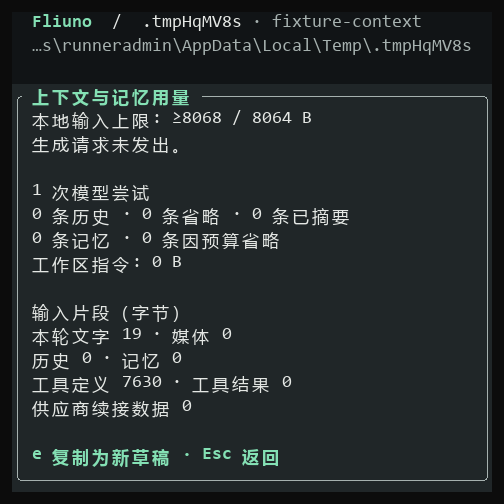 Fliuno / .tmpHqMV8s · fixture-context
…s\runneradmin\AppData\Local\Temp\.tmpHqMV8s
上下文与记忆用量
本地输入上限: ≥8068 / 8064 B
生成请求未发出。
1 次模型尝试
0 条历史 · 0 条省略 · 0 条已摘要
0 条记忆 · 0 条因预算省略
工作区指令: 0 B
输入片段 (字节)
本轮文字 19 · 媒体 0
历史 0 · 记忆 0
工具定义 7630 · 工具结果 0
供应商续接数据 0
e 复制为新草稿 · Esc 返回